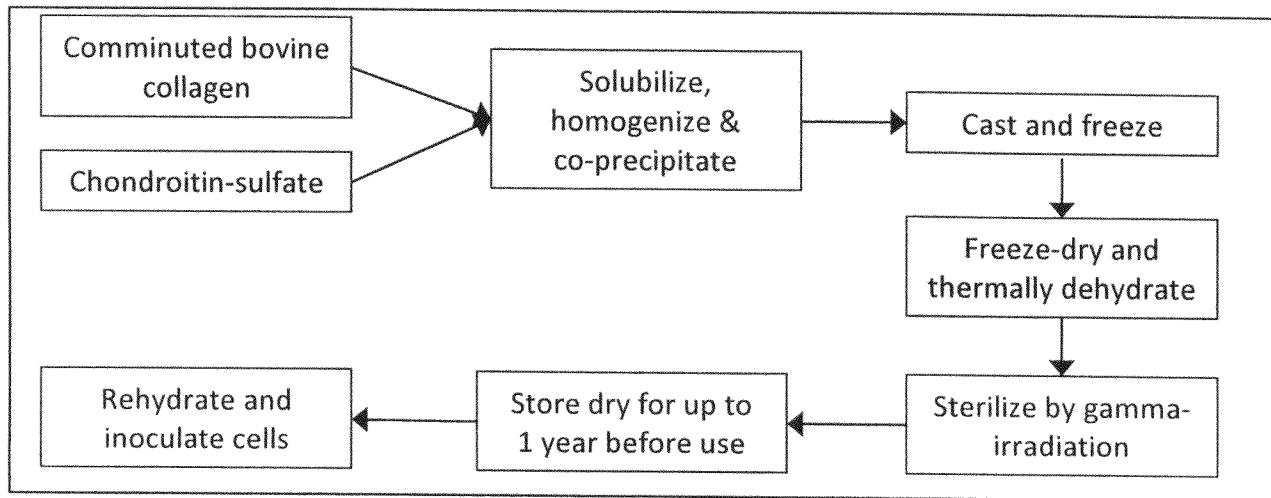 Comminuted bovine
collagen
Chondroitin-sulfate
Solubilize,
homogenize &
co-precipitate
Cast and freeze
Freeze-dry and
thermally dehydrate
Sterilize by gamma-
irradiation
Store dry for up to
1 year before use
Rehydrate and
inoculate cells